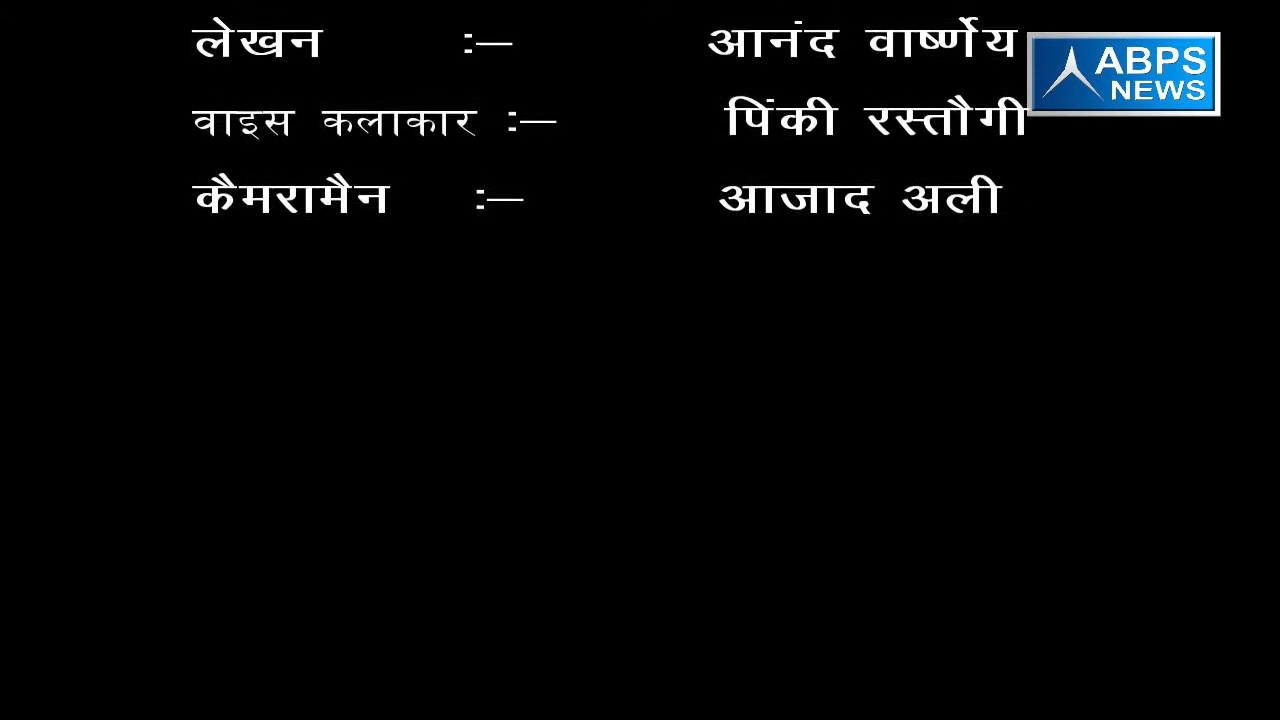 लेखन :— आनंद वार्ष्णेय
ABPS
NEWS
वाइस कलाकार :— पिंकी रस्तौगी
कैमरामैन :— आजाद अली